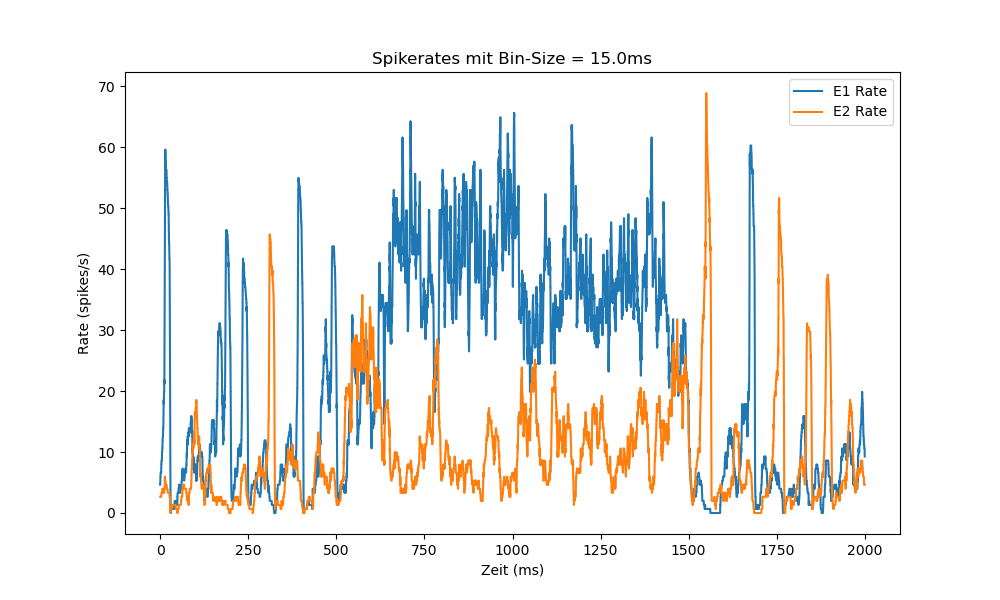 Spikerates mit Bin-Size = 15.0ms
E1 Rate
E2 Rate
70
60
50
40
30
20
10
0
Rate (spikes/s)
0 250 500 750 1000 1250 1500 1750 2000
Zeit (ms)